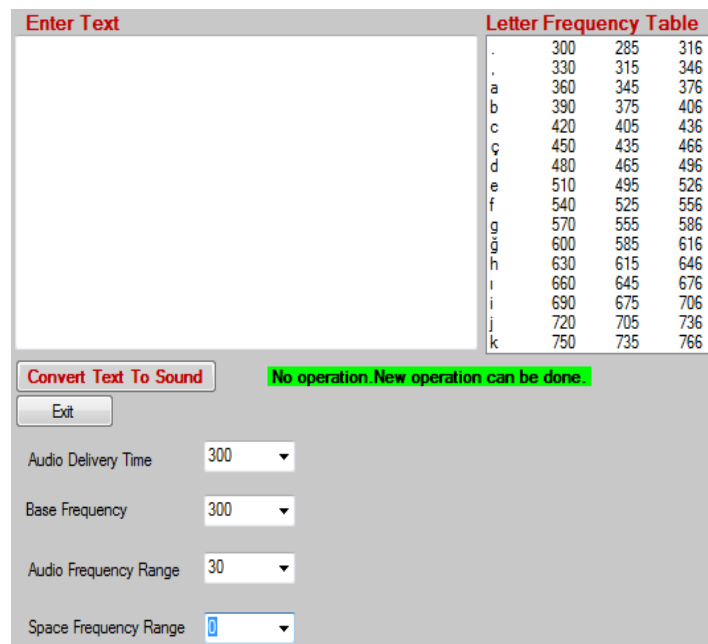 Enter Text
Letter Frequency Table
. 300 285 316
, 330 315 346
a 360 345 376
b 390 375 406
c 420 405 436
ç 450 435 466
d 480 465 496
e 510 495 526
f 540 525 556
g 570 555 586
ğ 600 585 616
h 630 615 646
ı 660 645 676
i 690 675 706
j 720 705 736
k 750 735 766
Convert Text To Sound
No operation.New operation can be done.
Exit
Audio Delivery Time 300
Base Frequency 300
Audio Frequency Range 30
Space Frequency Range 0